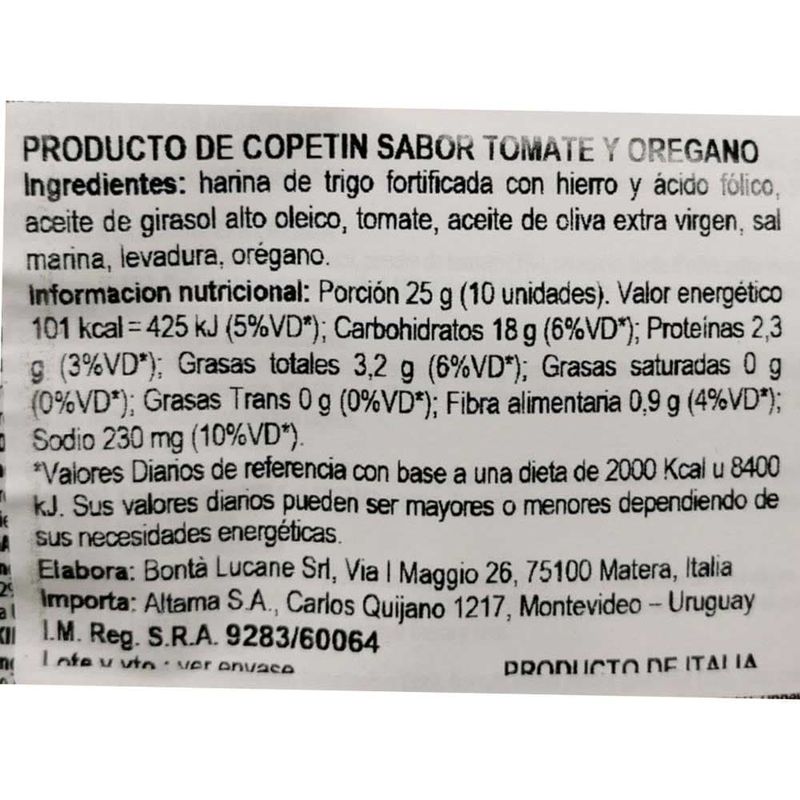 PRODUCTO DE COPETIN SABOR TOMATE Y OREGANO
Ingredientes: harina de trigo fortificada con hierro y ácido fólico,
aceite de girasol alto oleico, tomate, aceite de oliva extra virgen, sal
marina, levadura, orégano.
Informacion nutricional: Porción 25 g (10 unidades). Valor energético
101 kcal = 425 kJ (5%VD*); Carbohidratos 18 g (6%VD*); Proteínas 2,3
g (3%VD*); Grasas totales 3,2 g (6%VD*); Grasas saturadas 0 g
(0%VD*); Grasas Trans 0 g (0%VD*); Fibra alimentaria 0,9 g (4%VD*);
Sodio 230 mg (10%VD*).
*Valores Diarios de referencia con base a una dieta de 2000 Kcal u 8400
kJ. Sus valores diarios pueden ser mayores o menores dependiendo de
sus necesidades energéticas.
Elabora: Bontà Lucane Srl, Via I Maggio 26, 75100 Matera, Italia
Importa: Altama S.A., Carlos Quijano 1217, Montevideo – Uruguay
I.M. Reg. S.R.A. 9283/60064
Lote y vto.: ver envase PRODUCTO DE ITALIA